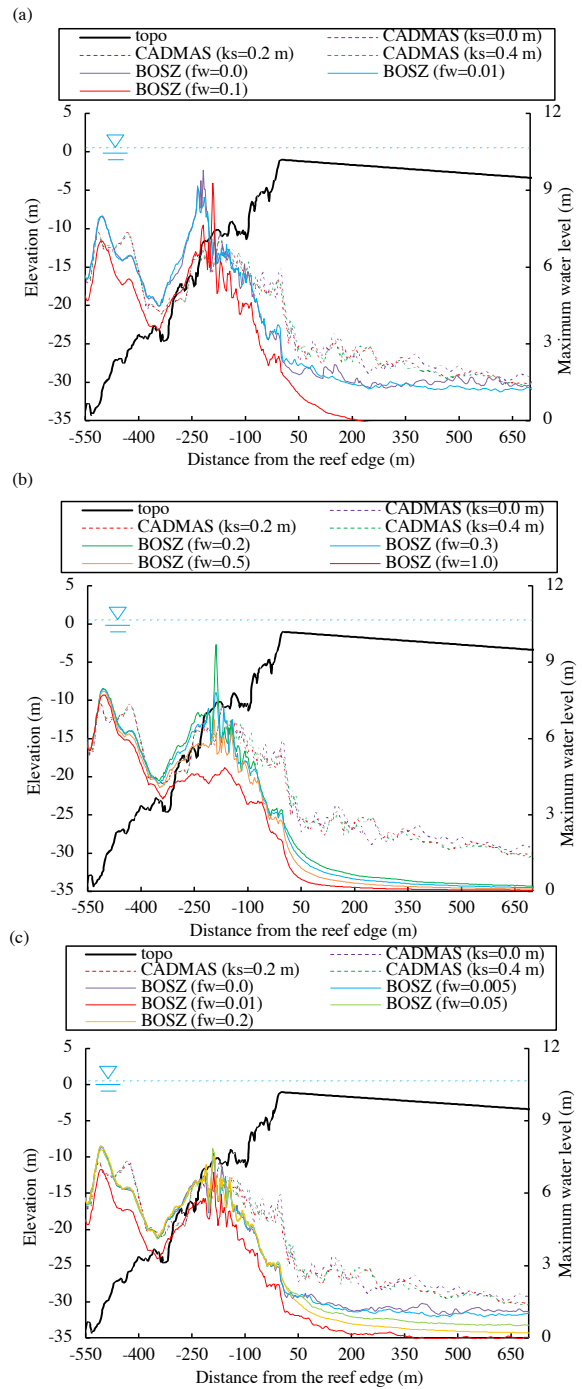 (a)
topo CADMAS (ks=0.0 m)
CADMAS (ks=0.2 m) CADMAS (ks=0.4 m)
BOSZ (fw=0.0) BOSZ (fw=0.01)
BOSZ (fw=0.1)
5 12
0
-5 9
-10
-15 6
-20
-25 3
-30
-35 0
Elevation (m)
Maximum water level (m)
-550 -400 -250 -100 50 200 350 500 650
Distance from the reef edge (m)
(b)
topo CADMAS (ks=0.0 m)
CADMAS (ks=0.2 m) CADMAS (ks=0.4 m)
BOSZ (fw=0.2) BOSZ (fw=0.3)
BOSZ (fw=0.5) BOSZ (fw=1.0)
5 12
0
-5 9
-10
-15 6
-20
-25 3
-30
-35 0
Elevation (m)
Maximum water level (m)
-550 -400 -250 -100 50 200 350 500 650
Distance from the reef edge (m)
(c)
topo CADMAS (ks=0.0 m)
CADMAS (ks=0.2 m) CADMAS (ks=0.4 m)
BOSZ (fw=0.0) BOSZ (fw=0.005)
BOSZ (fw=0.01) BOSZ (fw=0.05)
BOSZ (fw=0.2)
5 12
0
-5 9
-10
-15 6
-20
-25 3
-30
-35 0
Elevation (m)
Maximum water level (m)
-550 -400 -250 -100 50 200 350 500 650
Distance from the reef edge (m)